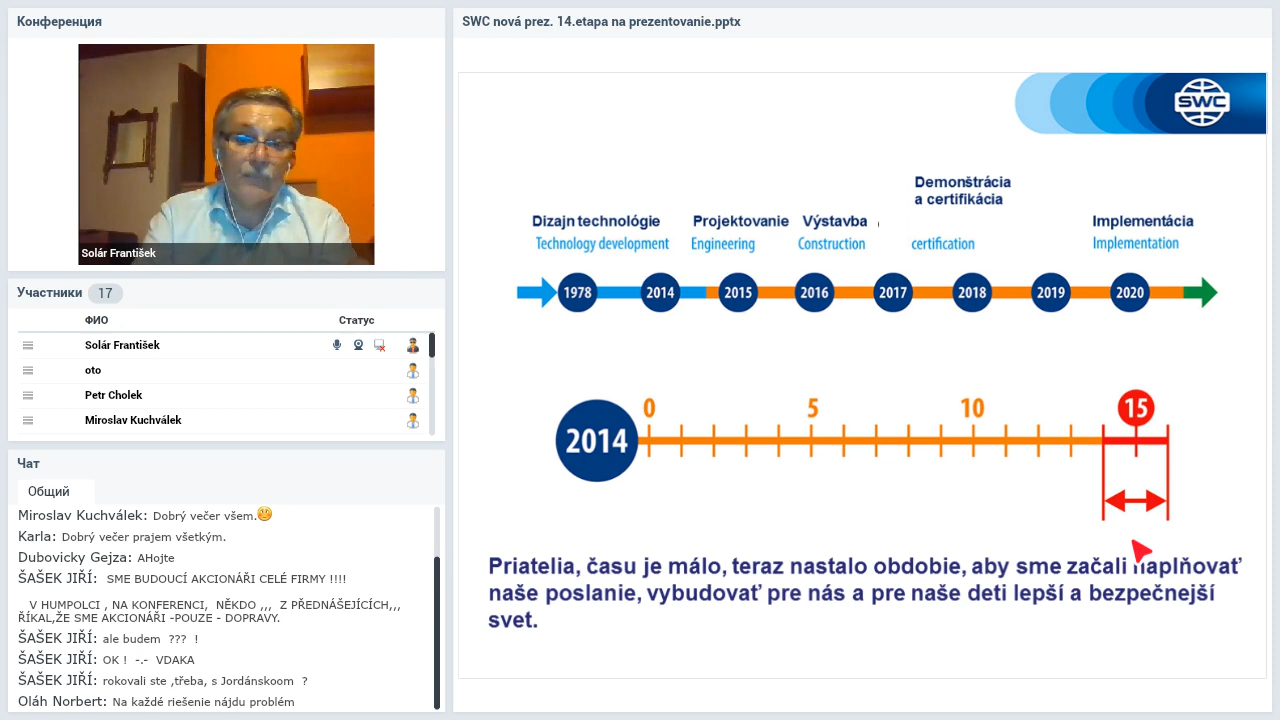 Конференция
Solár František
Участники 17
ФИО Статус
Solár František
oto
Petr Cholek
Miroslav Kuchválek
Чат
Общий
Miroslav Kuchválek: Dobrý večer všem.
Karla: Dobrý večer prajem všetkým.
Dubovicky Gejza: AHojte
ŠAŠEK JIŘÍ: SME BUDOUCÍ AKCIONÁŘI CELÉ FIRMY !!!!
V HUMPOLCI , NA KONFERENCI, NĚKDO ,,, Z PŘEDNÁŠEJÍCÍCH,,,
ŘÍKAL,ŽE SME AKCIONÁŘI -POUZE - DOPRAVY.
ŠAŠEK JIŘÍ: ale budem ??? !
ŠAŠEK JIŘÍ: OK ! -.- VDAKA
ŠAŠEK JIŘÍ: rokovali ste ,třeba, s Jordánskoom ?
Oláh Norbert: Na každé riešenie nájdu problém
SWC nová prez. 14.etapa na prezentovanie.pptx
SWC
Demonštrácia
a certifikácia
Dizajn technológie Projektovanie Výstavba Implementácia
Technology development Engineering Construction certification Implementation
1978 2014 2015 2016 2017 2018 2019 2020
0 5 10 15
2014
Priatelia, času je málo, teraz nastalo obdobie, aby sme začali napĺňovať
naše poslanie, vybudovať pre nás a pre naše deti lepší a bezpečnejší
svet.